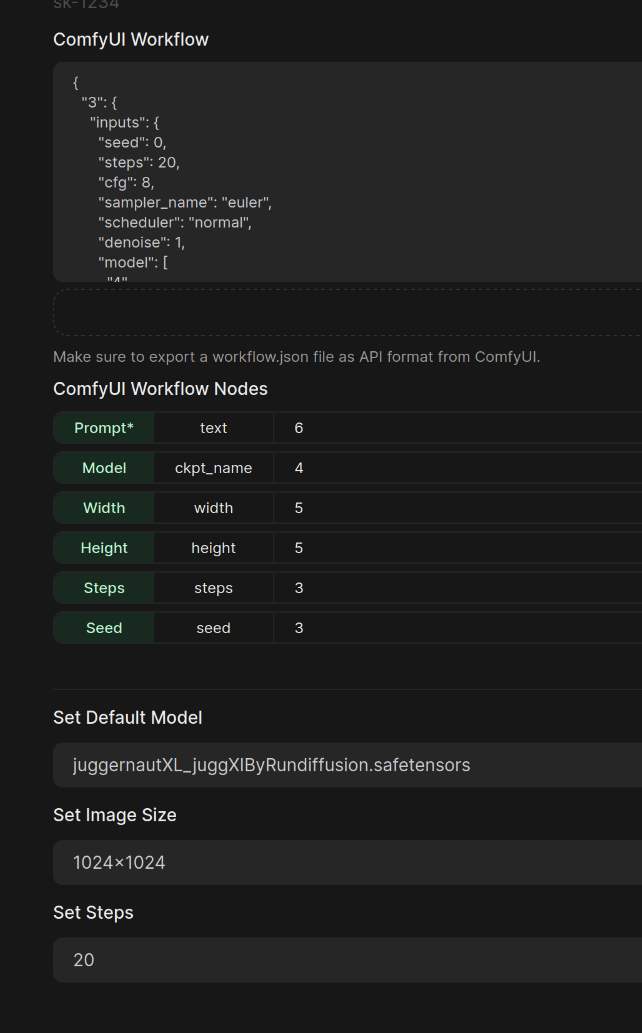 sk-1234
ComfyUI Workflow
{
"3": {
"inputs": {
"seed": 0,
"steps": 20,
"cfg": 8,
"sampler_name": "euler",
"scheduler": "normal",
"denoise": 1,
"model": [
"4"
Make sure to export a workflow.json file as API format from ComfyUI.
ComfyUI Workflow Nodes
Prompt* text 6
Model ckpt_name 4
Width width 5
Height height 5
Steps steps 3
Seed seed 3
Set Default Model
juggernautXL_juggXIByRundiffusion.safetensors
Set Image Size
1024x1024
Set Steps
20